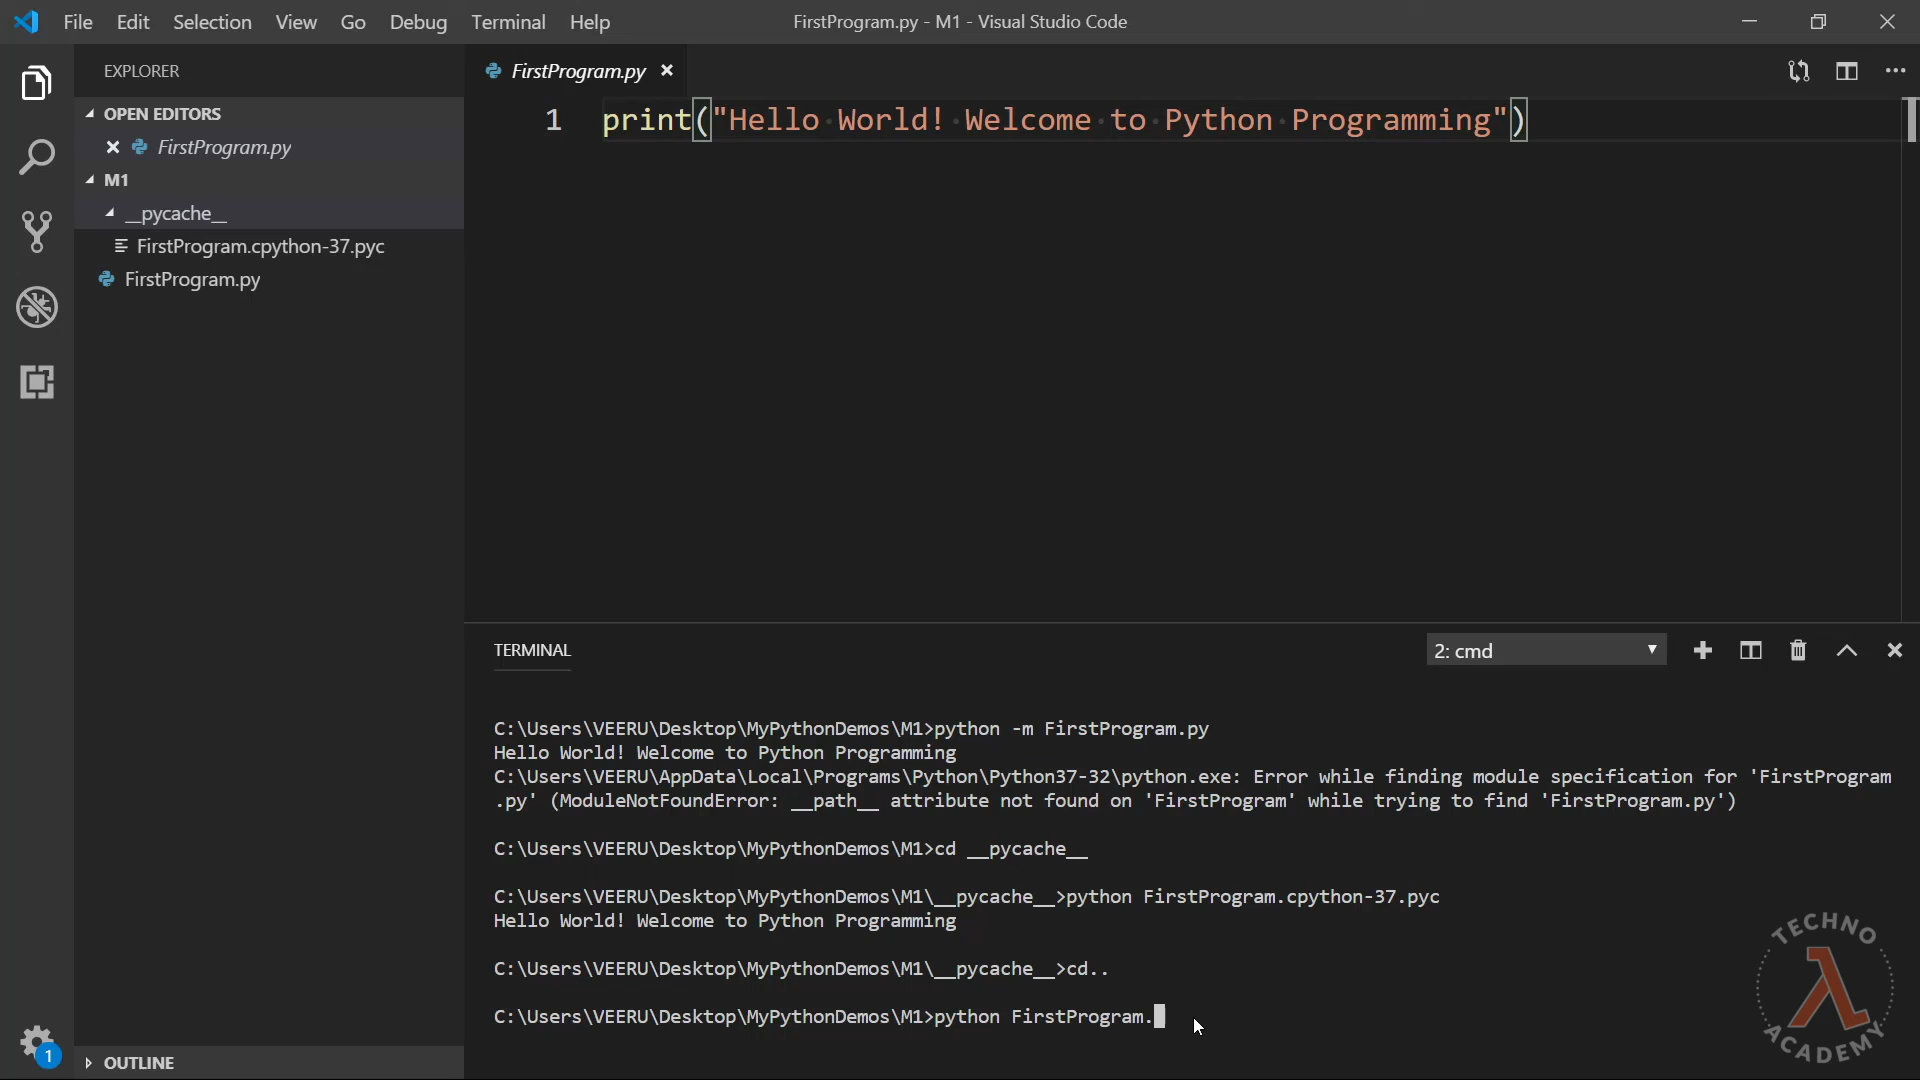 File Edit Selection View Go Debug Terminal Help
FirstProgram.py - M1 - Visual Studio Code
EXPLORER
OPEN EDITORS
FirstProgram.py
M1
__pycache__
FirstProgram.cpython-37.pyc
FirstProgram.py
OUTLINE
1
FirstProgram.py
1 print("Hello World! Welcome to Python Programming")
TERMINAL
2: cmd
C:\Users\VEERU\Desktop\MyPythonDemos\M1>python -m FirstProgram.py
Hello World! Welcome to Python Programming
C:\Users\VEERU\AppData\Local\Programs\Python\Python37-32\python.exe: Error while finding module specification for 'FirstProgram
.py' (ModuleNotFoundError: __path__ attribute not found on 'FirstProgram' while trying to find 'FirstProgram.py')
C:\Users\VEERU\Desktop\MyPythonDemos\M1>cd __pycache__
C:\Users\VEERU\Desktop\MyPythonDemos\M1\__pycache__>python FirstProgram.cpython-37.pyc
Hello World! Welcome to Python Programming
C:\Users\VEERU\Desktop\MyPythonDemos\M1\__pycache__>cd..
C:\Users\VEERU\Desktop\MyPythonDemos\M1>python FirstProgram.
TECHNO
λ
ACADEMY